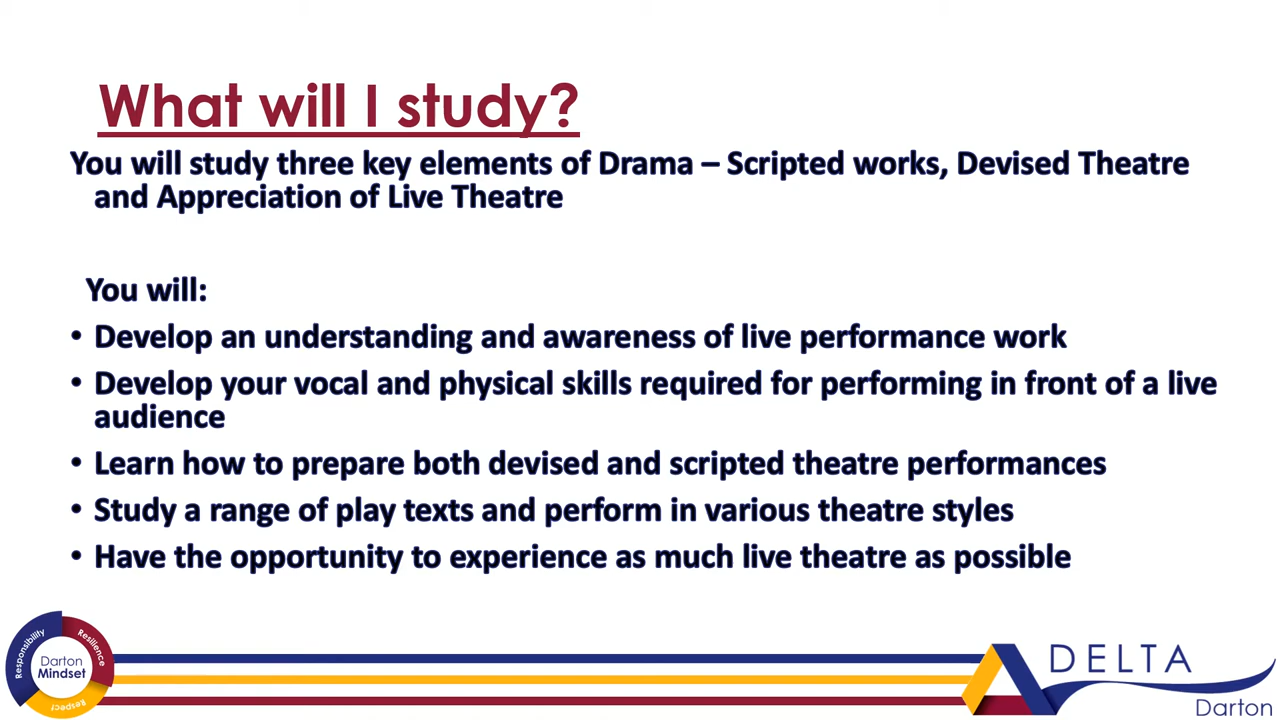 What will I study?
You will study three key elements of Drama – Scripted works, Devised Theatre
and Appreciation of Live Theatre
You will:
• Develop an understanding and awareness of live performance work
• Develop your vocal and physical skills required for performing in front of a live
audience
• Learn how to prepare both devised and scripted theatre performances
• Study a range of play texts and perform in various theatre styles
• Have the opportunity to experience as much live theatre as possible
Responsibility
Resilience
Respect
Darton
Mindset
DELTA
Darton